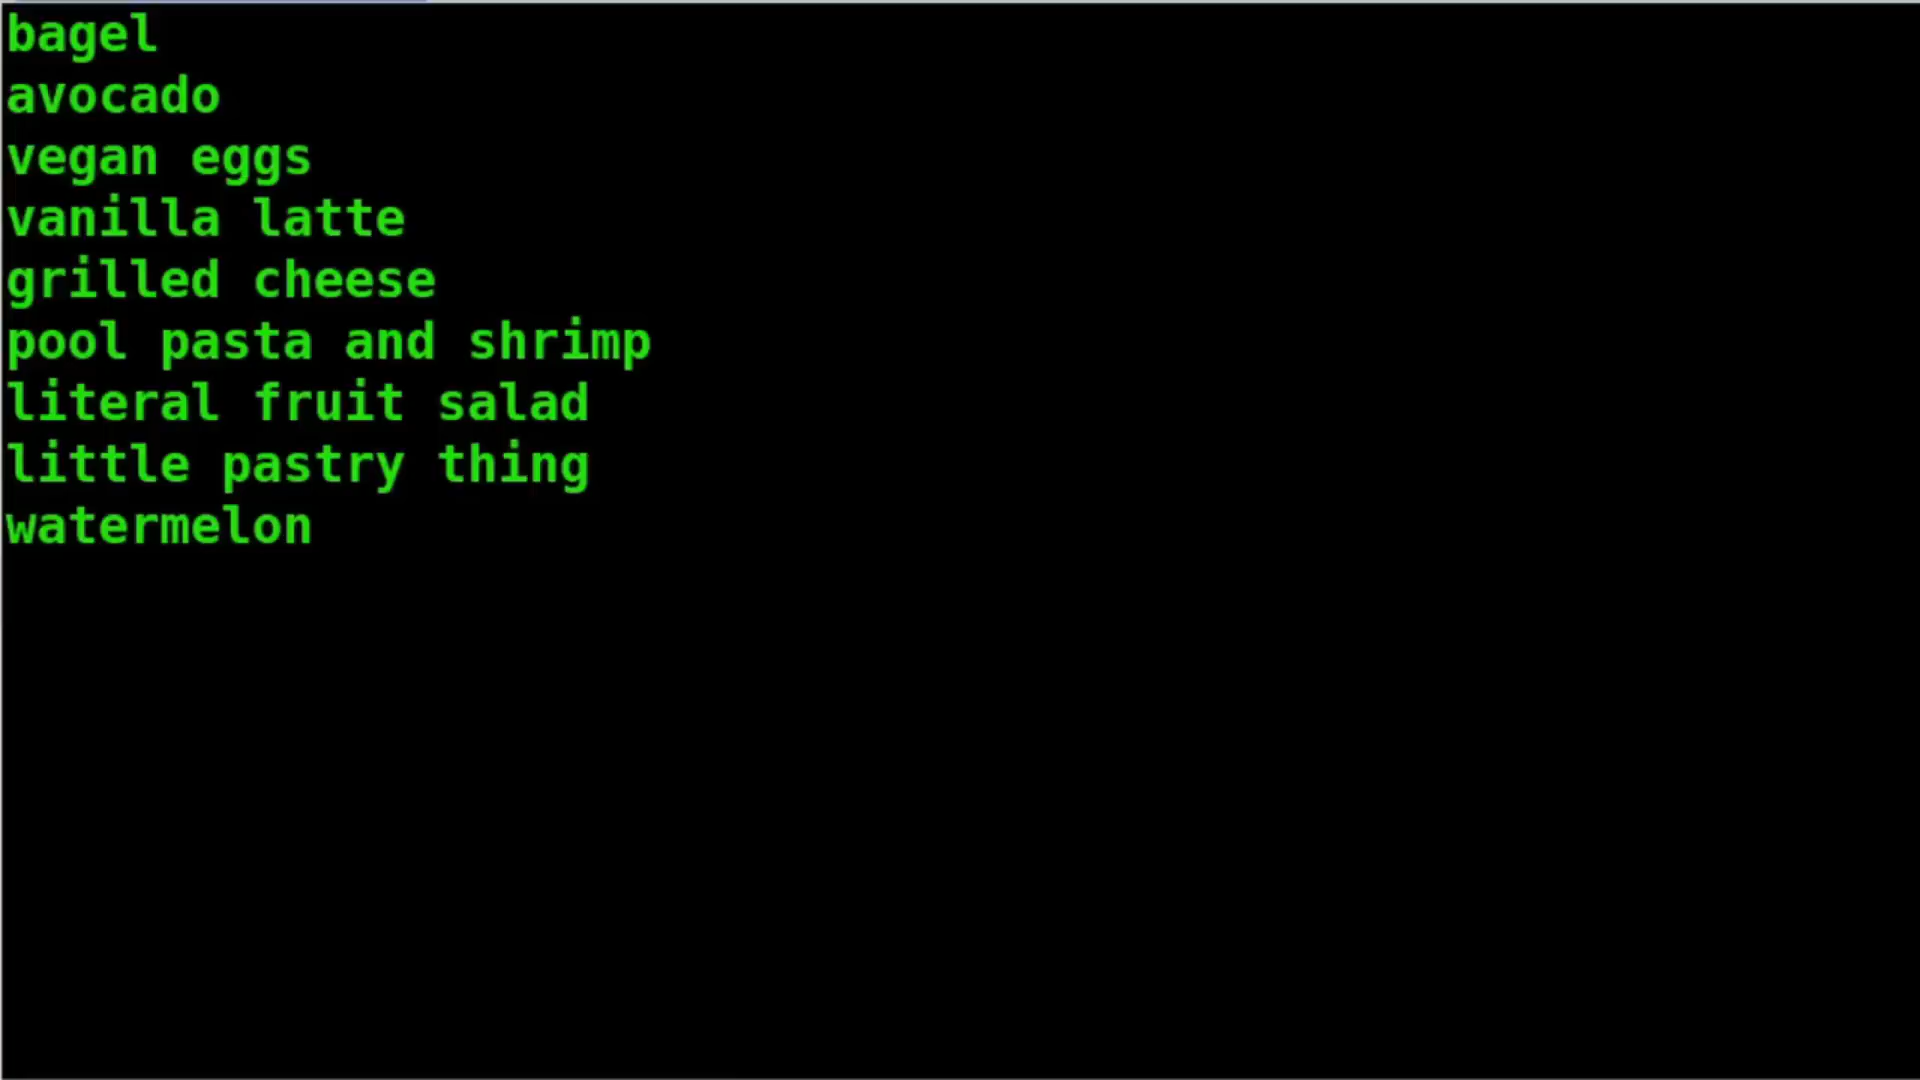 bagel
avocado
vegan eggs
vanilla latte
grilled cheese
pool pasta and shrimp
literal fruit salad
little pastry thing
watermelon